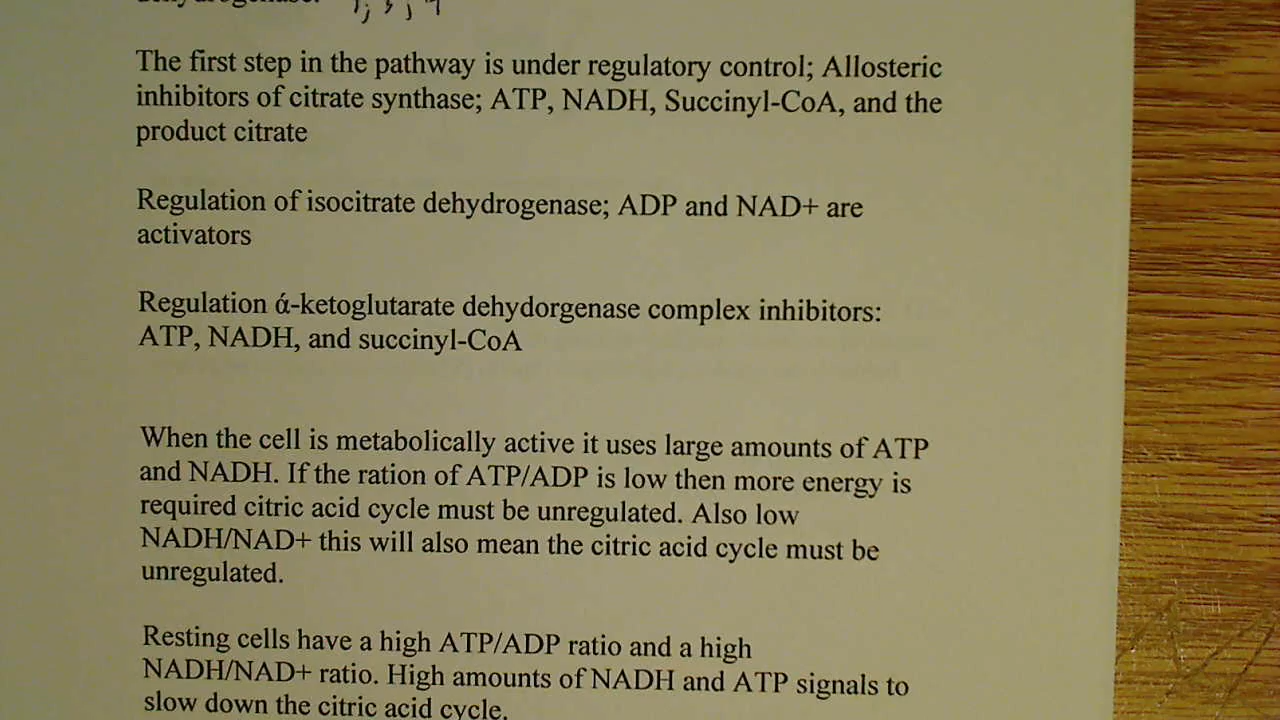 The first step in the pathway is under regulatory control; Allosteric
inhibitors of citrate synthase; ATP, NADH, Succinyl-CoA, and the
product citrate
Regulation of isocitrate dehydrogenase; ADP and NAD+ are
activators
Regulation ά-ketoglutarate dehydorgenase complex inhibitors:
ATP, NADH, and succinyl-CoA
When the cell is metabolically active it uses large amounts of ATP
and NADH. If the ration of ATP/ADP is low then more energy is
required citric acid cycle must be unregulated. Also low
NADH/NAD+ this will also mean the citric acid cycle must be
unregulated.
Resting cells have a high ATP/ADP ratio and a high
NADH/NAD+ ratio. High amounts of NADH and ATP signals to
slow down the citric acid cycle.